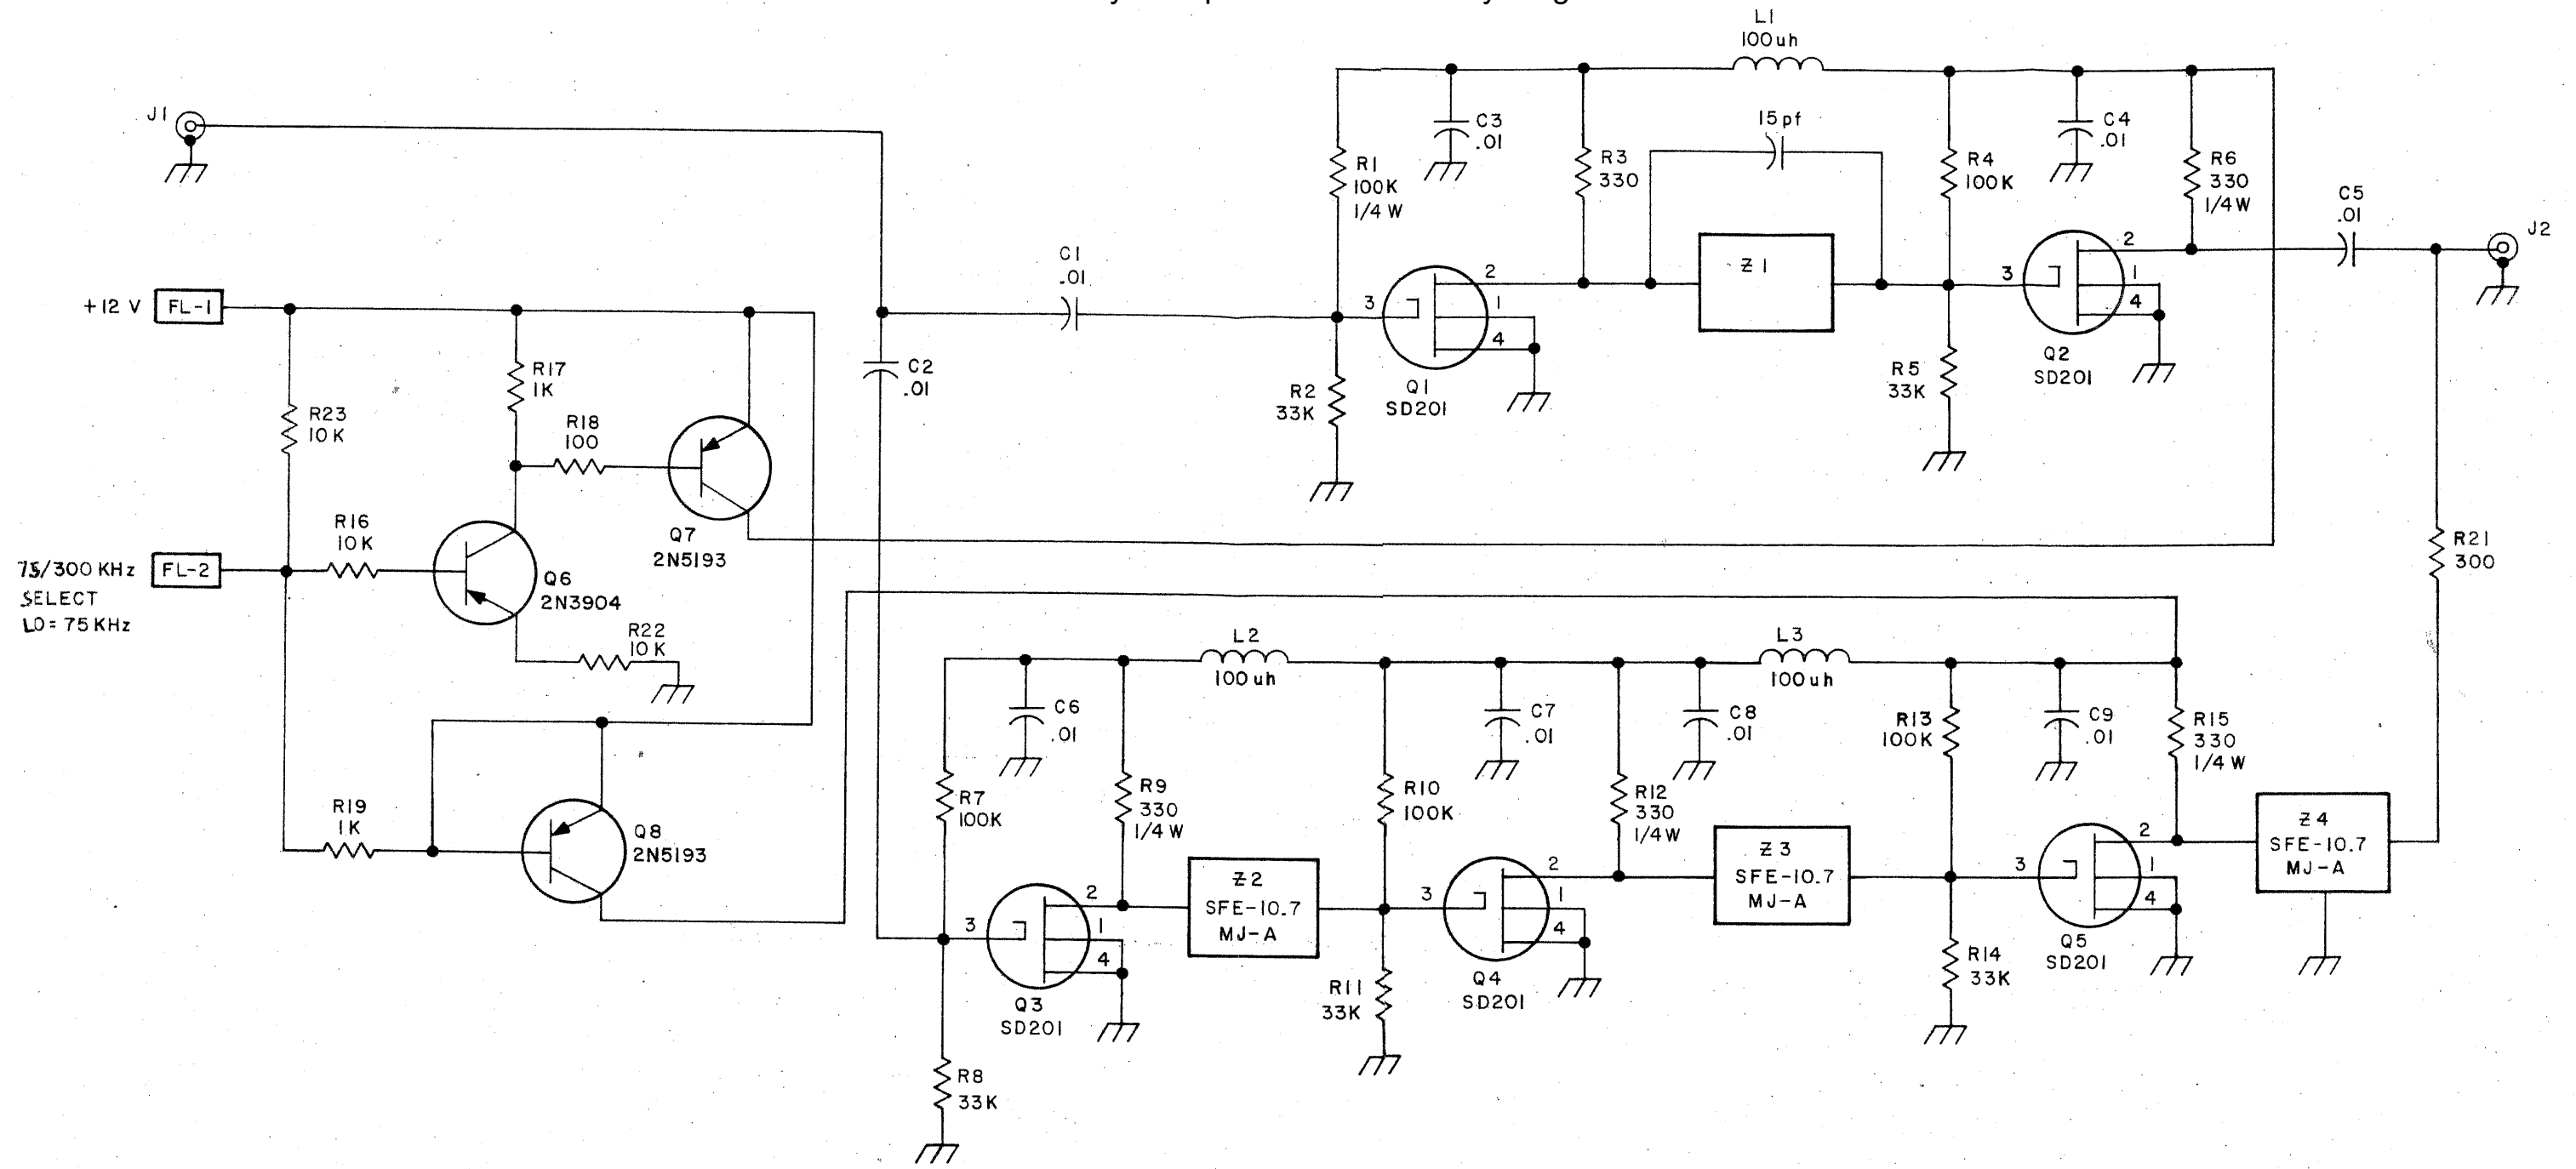 L1
100uh
J1
C3
.01
15pf
C4
.01
R1
100K
1/4 W
R3
330
R4
100K
R6
330
1/4W
C5
.01
J2
C1
.01
Z1
2
3
1
4
2
3
1
4
+12 V
FL-1
R17
1K
C2
.01
R2
33K
Q1
SD201
R5
33K
Q2
SD201
R23
10K
R18
100
Q7
2N5193
R16
10K
75/300 KHz
SELECT
LO = 75KHz
FL-2
Q6
2N3904
R21
300
R22
10K
L2
100uh
L3
100uh
C6
.01
C7
.01
C8
.01
R13
100K
C9
.01
R15
330
1/4W
R7
100K
R9
330
1/4W
R10
100K
R12
330
1/4W
R19
1K
Q8
2N5193
Z2
SFE-10.7
MJ-A
Z3
SFE-10.7
MJ-A
Z4
SFE-10.7
MJ-A
2
3
1
4
2
3
1
4
2
3
1
4
Q3
SD201
R11
33K
Q4
SD201
R14
33K
Q5
SD201
R8
33K